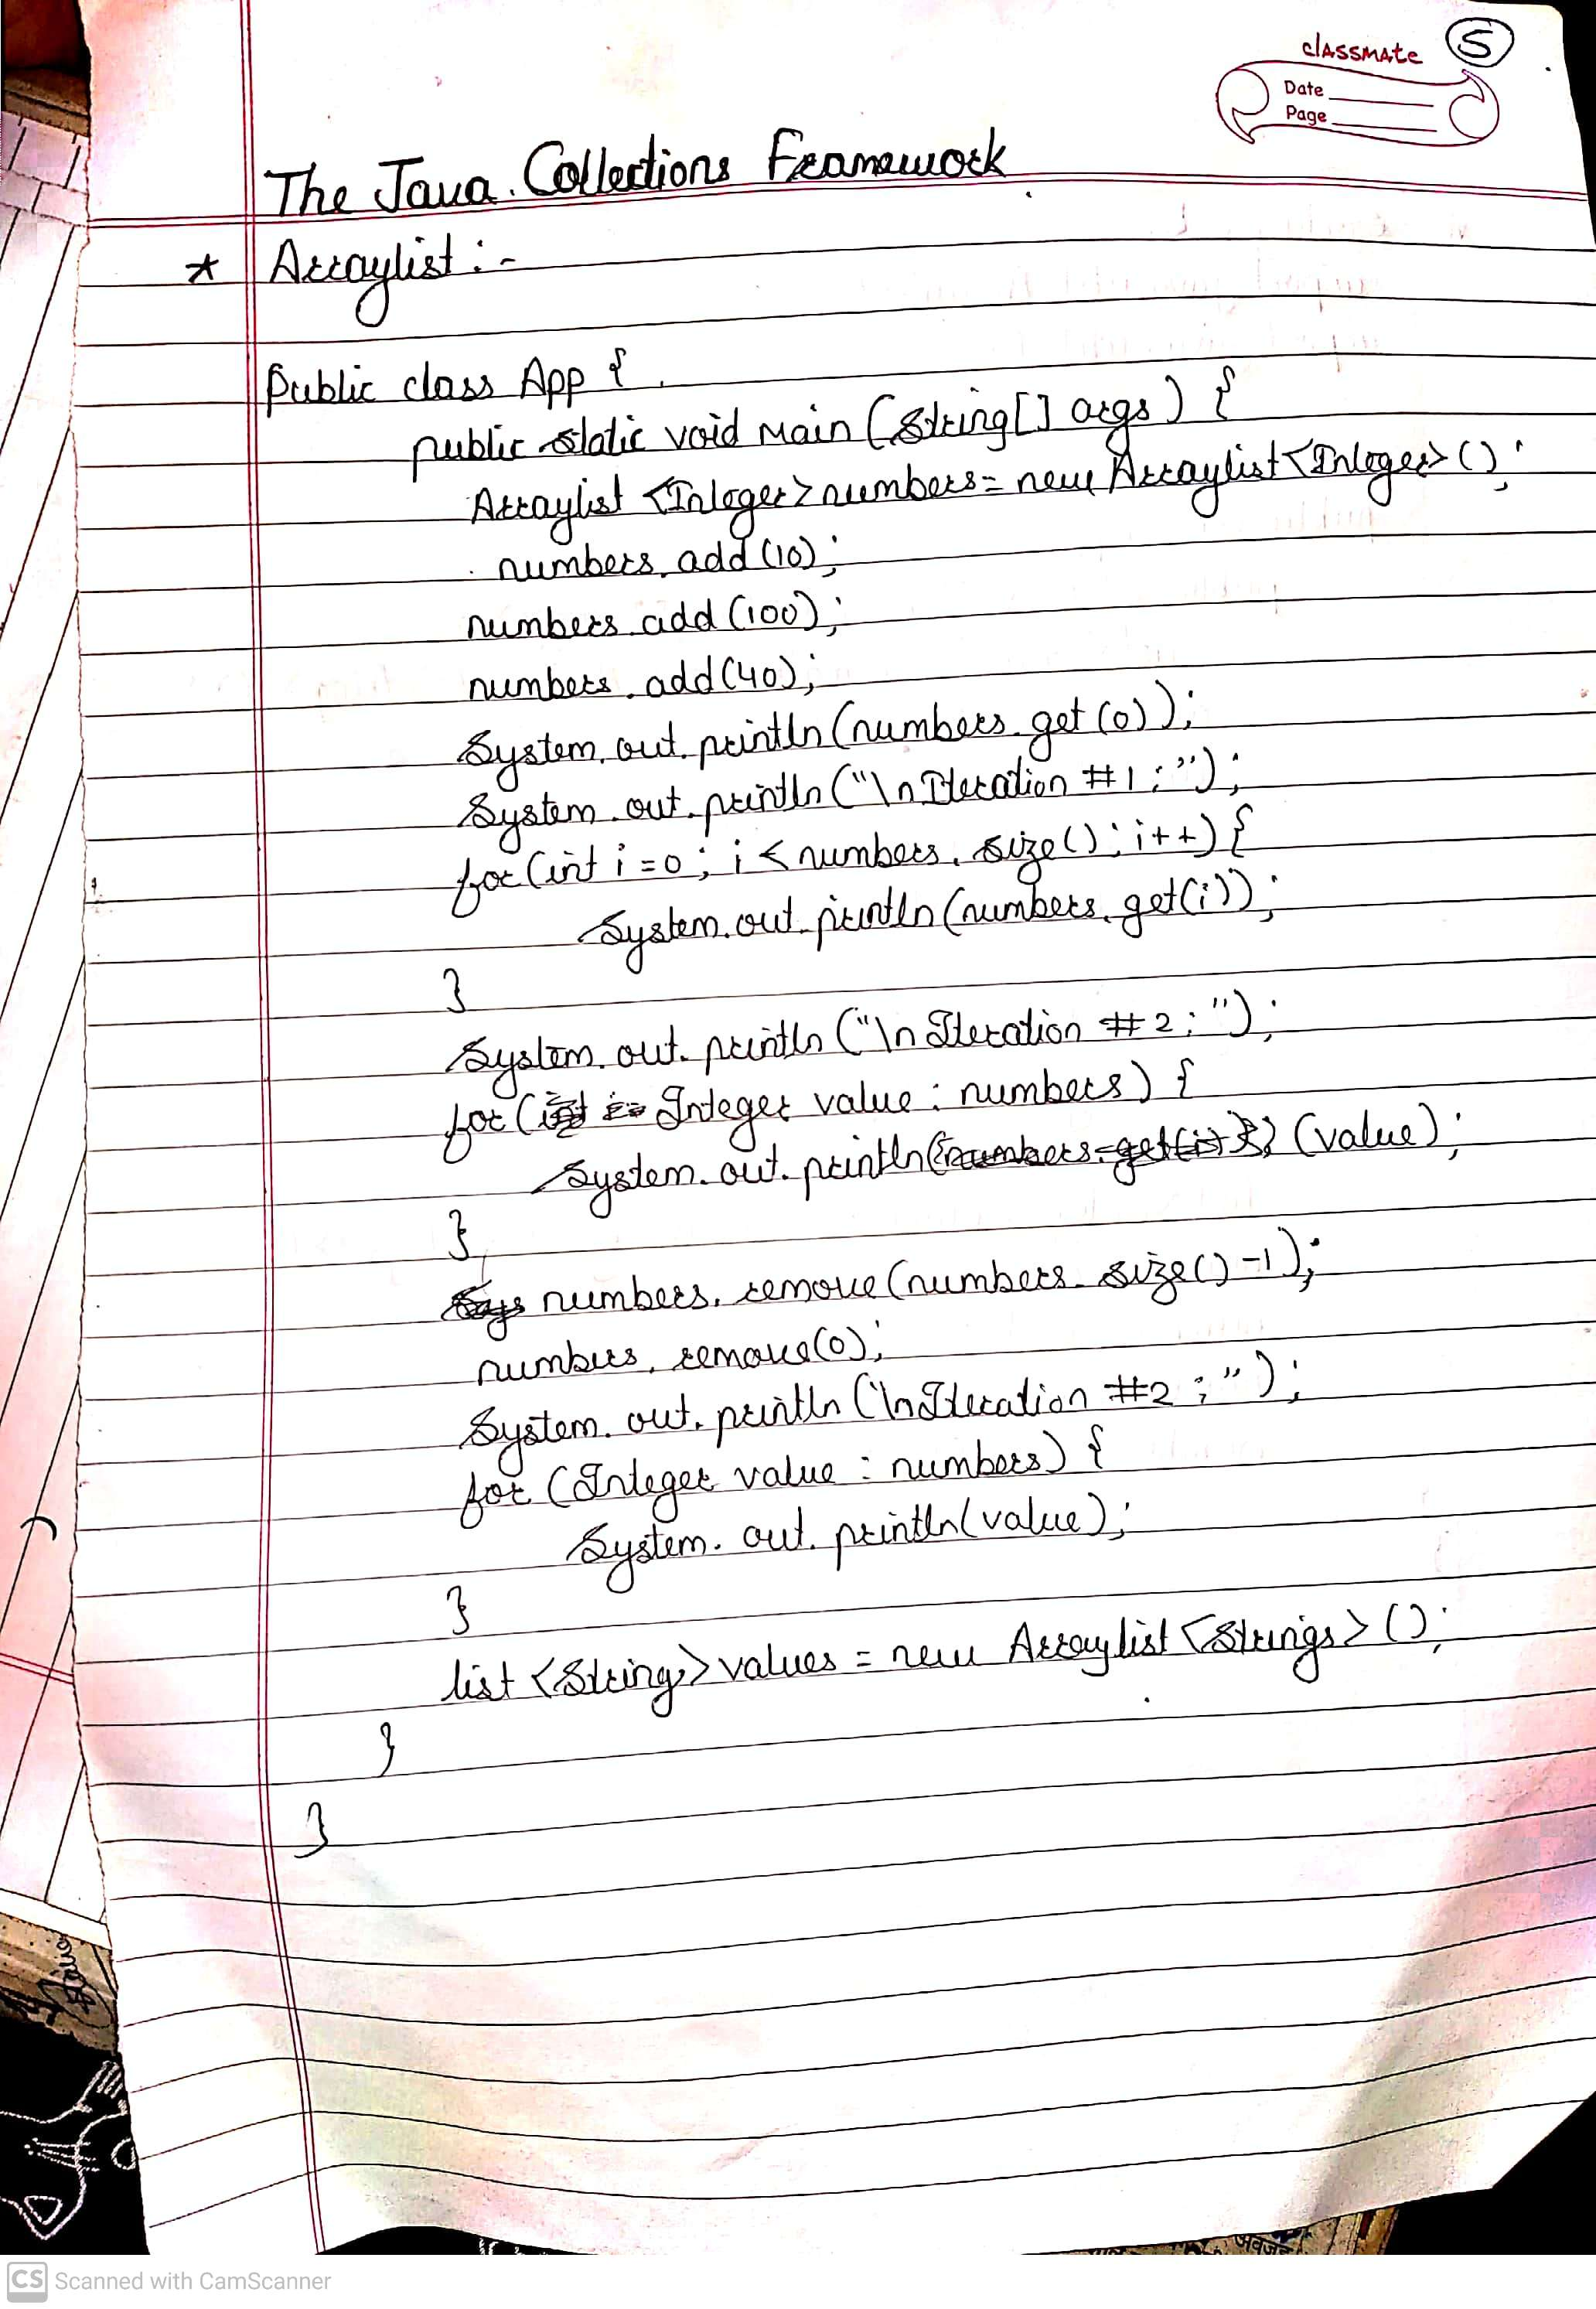 classmate 5
Date
Page
The Java Collections Framework
* Arraylist :-
public class App {
public static void main (String[] args) {
Arraylist <Integer> numbers = new Arraylist <Integer> ();
numbers. add (10);
numbers. add (100);
numbers. add (40);
System. out. println (numbers. get (0));
System. out. println ("\n Iteration #1 : ");
for (int i = 0 ; i < numbers. size() ; i++) {
System. out. println (numbers. get(i));
}
System. out. println ("\n Iteration #2 : ");
for ( Integer value : numbers) {
System. out. println (value);
}
numbers. remove (numbers. size() -1);
numbers. remove(0);
System. out. println ("\n Iteration #2 ; ");
for (Integer value : numbers) {
System. out. println(value);
}
list <String> values = new Arraylist <Strings> ();
}
}
CS Scanned with CamScanner